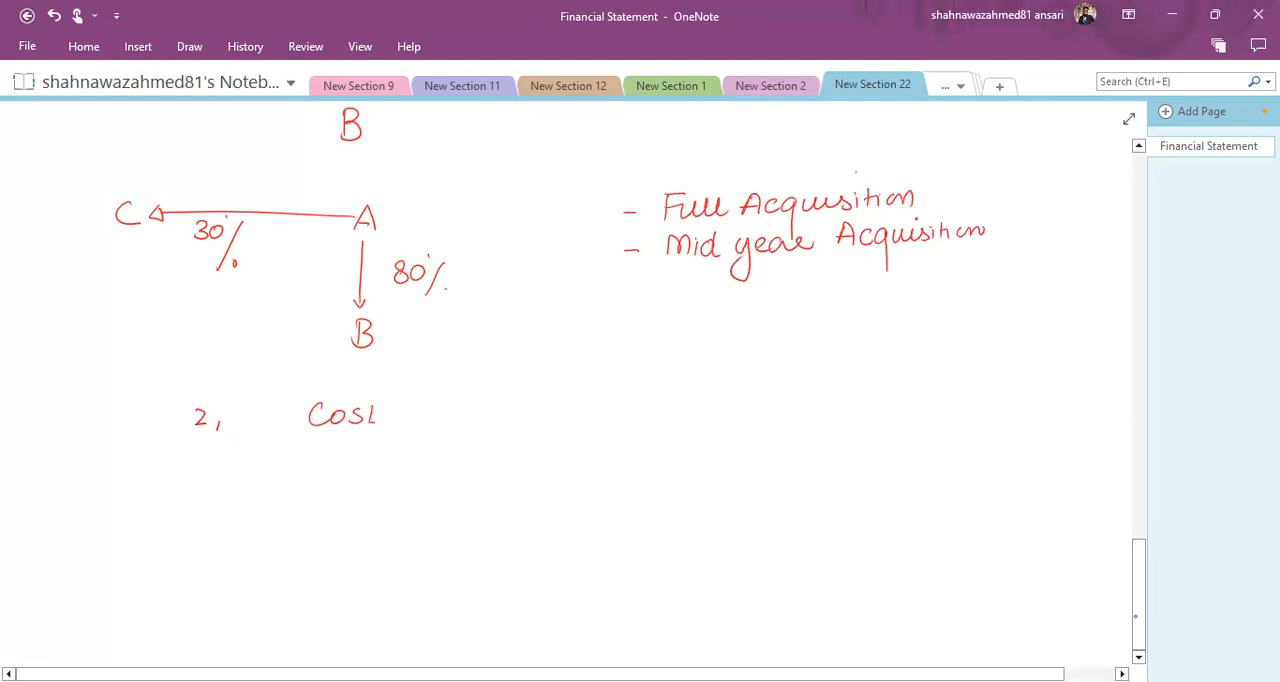 Financial Statement - OneNote
shahnawazahmed81 ansari
File Home Insert Draw History Review View Help
shahnawazahmed81's Noteb...
New Section 9
New Section 11
New Section 12
New Section 1
New Section 2
New Section 22
...
Search (Ctrl+E)
Add Page
Financial Statement
B
C
A
30%
80%
B
- Full Acquisition
- Mid year Acquisition
2, Cost